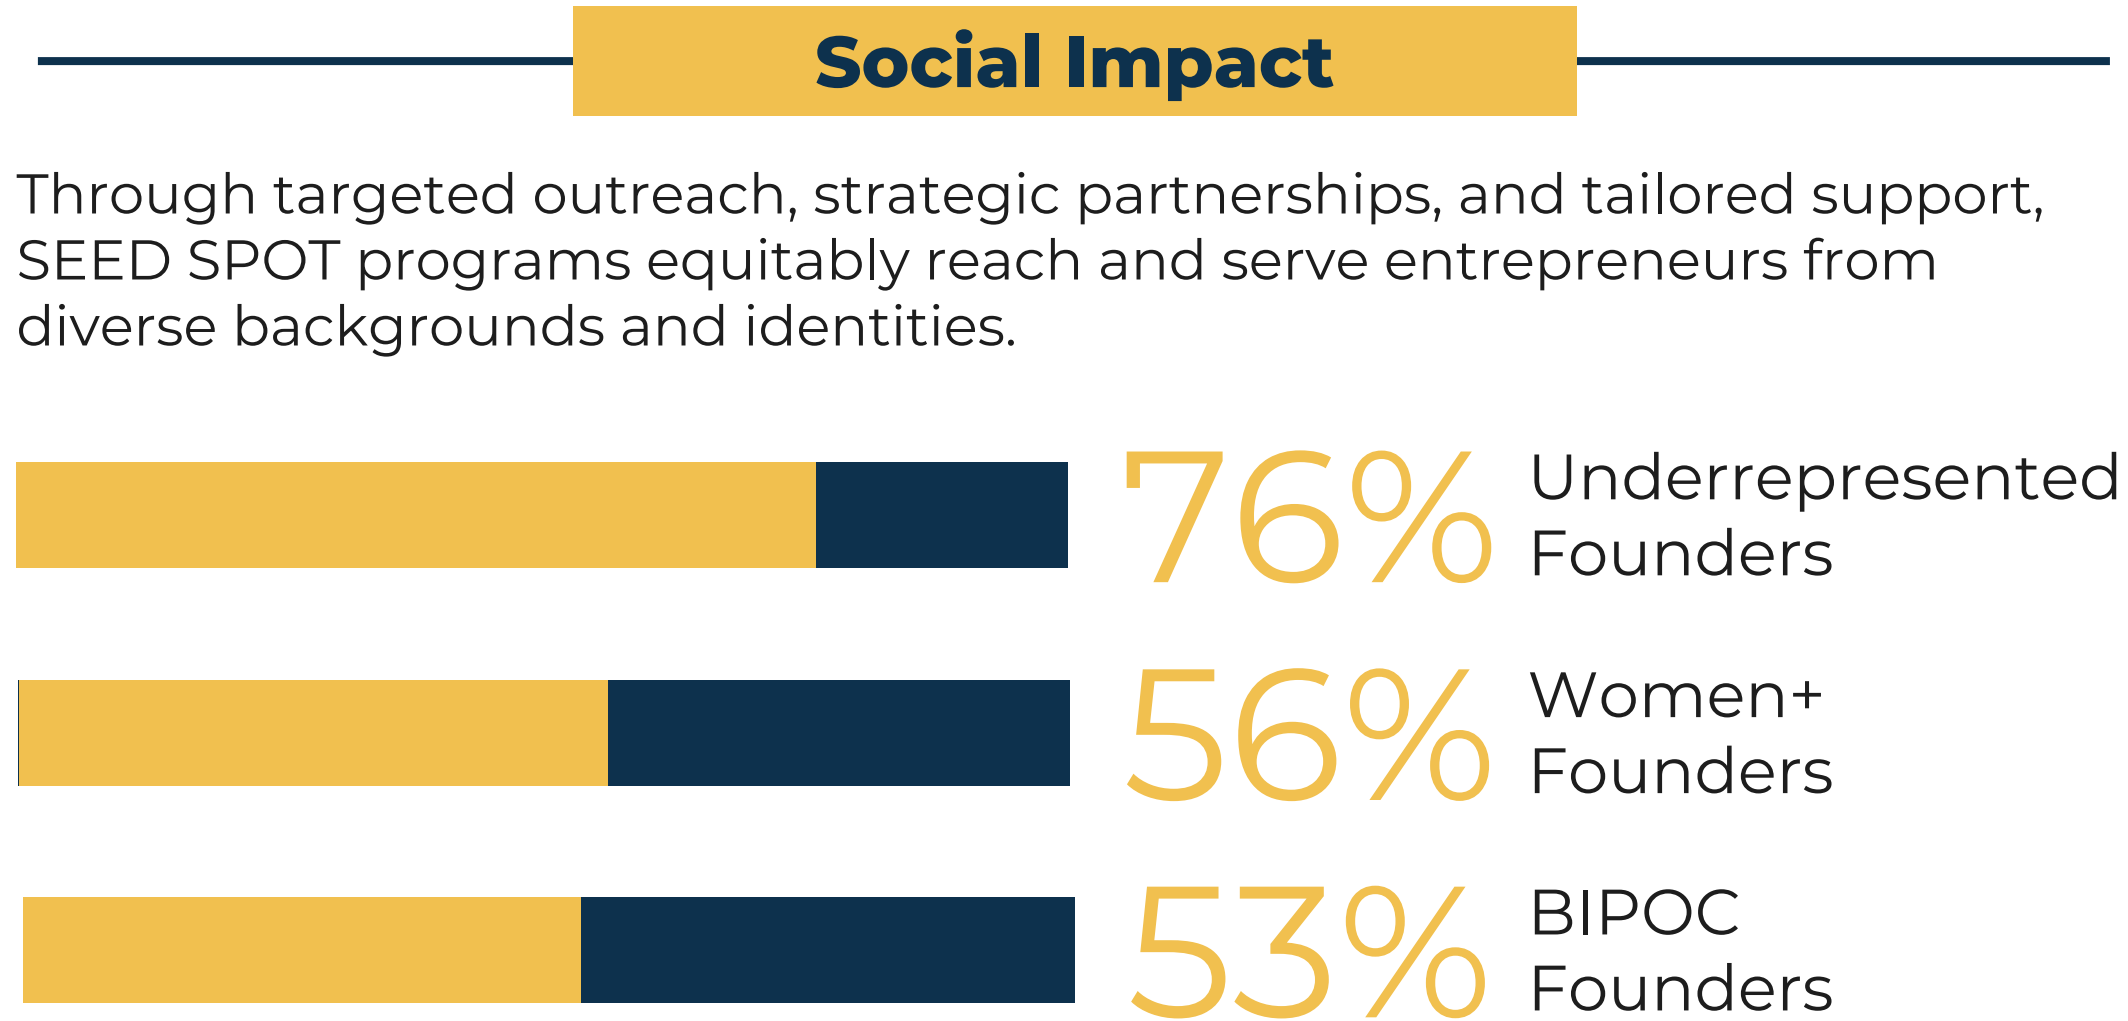 Social Impact
Through targeted outreach, strategic partnerships, and tailored support,
SEED SPOT programs equitably reach and serve entrepreneurs from
diverse backgrounds and identities.
76% Underrepresented
Founders
56% Women+
Founders
53% BIPOC
Founders